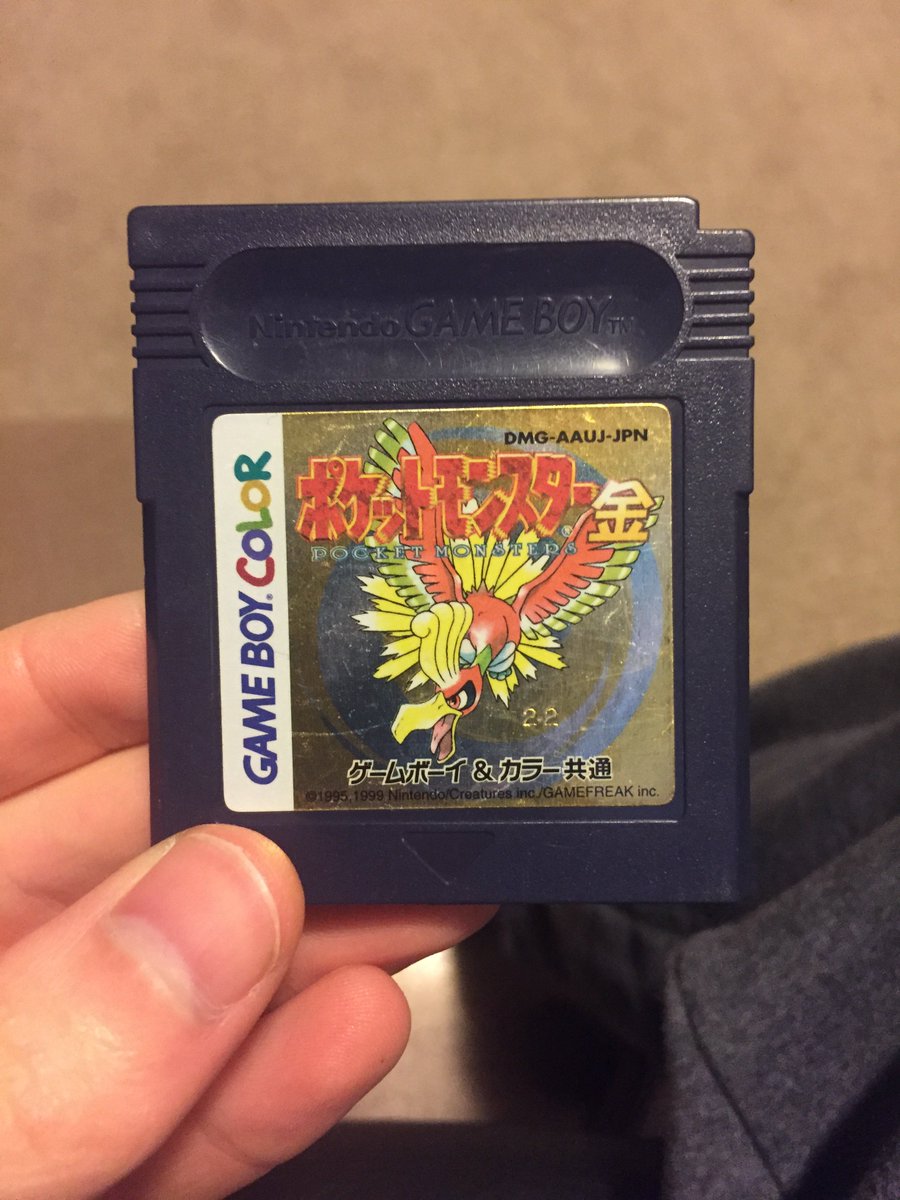 Nintendo GAME BOY™
GAME BOY COLOR
DMG-AAUJ-JPN
ポケットモンスター® 金
POCKET MONSTERS
22
ゲームボーイ&カラー共通
©1995,1999 Nintendo/Creatures inc./GAMEFREAK inc.